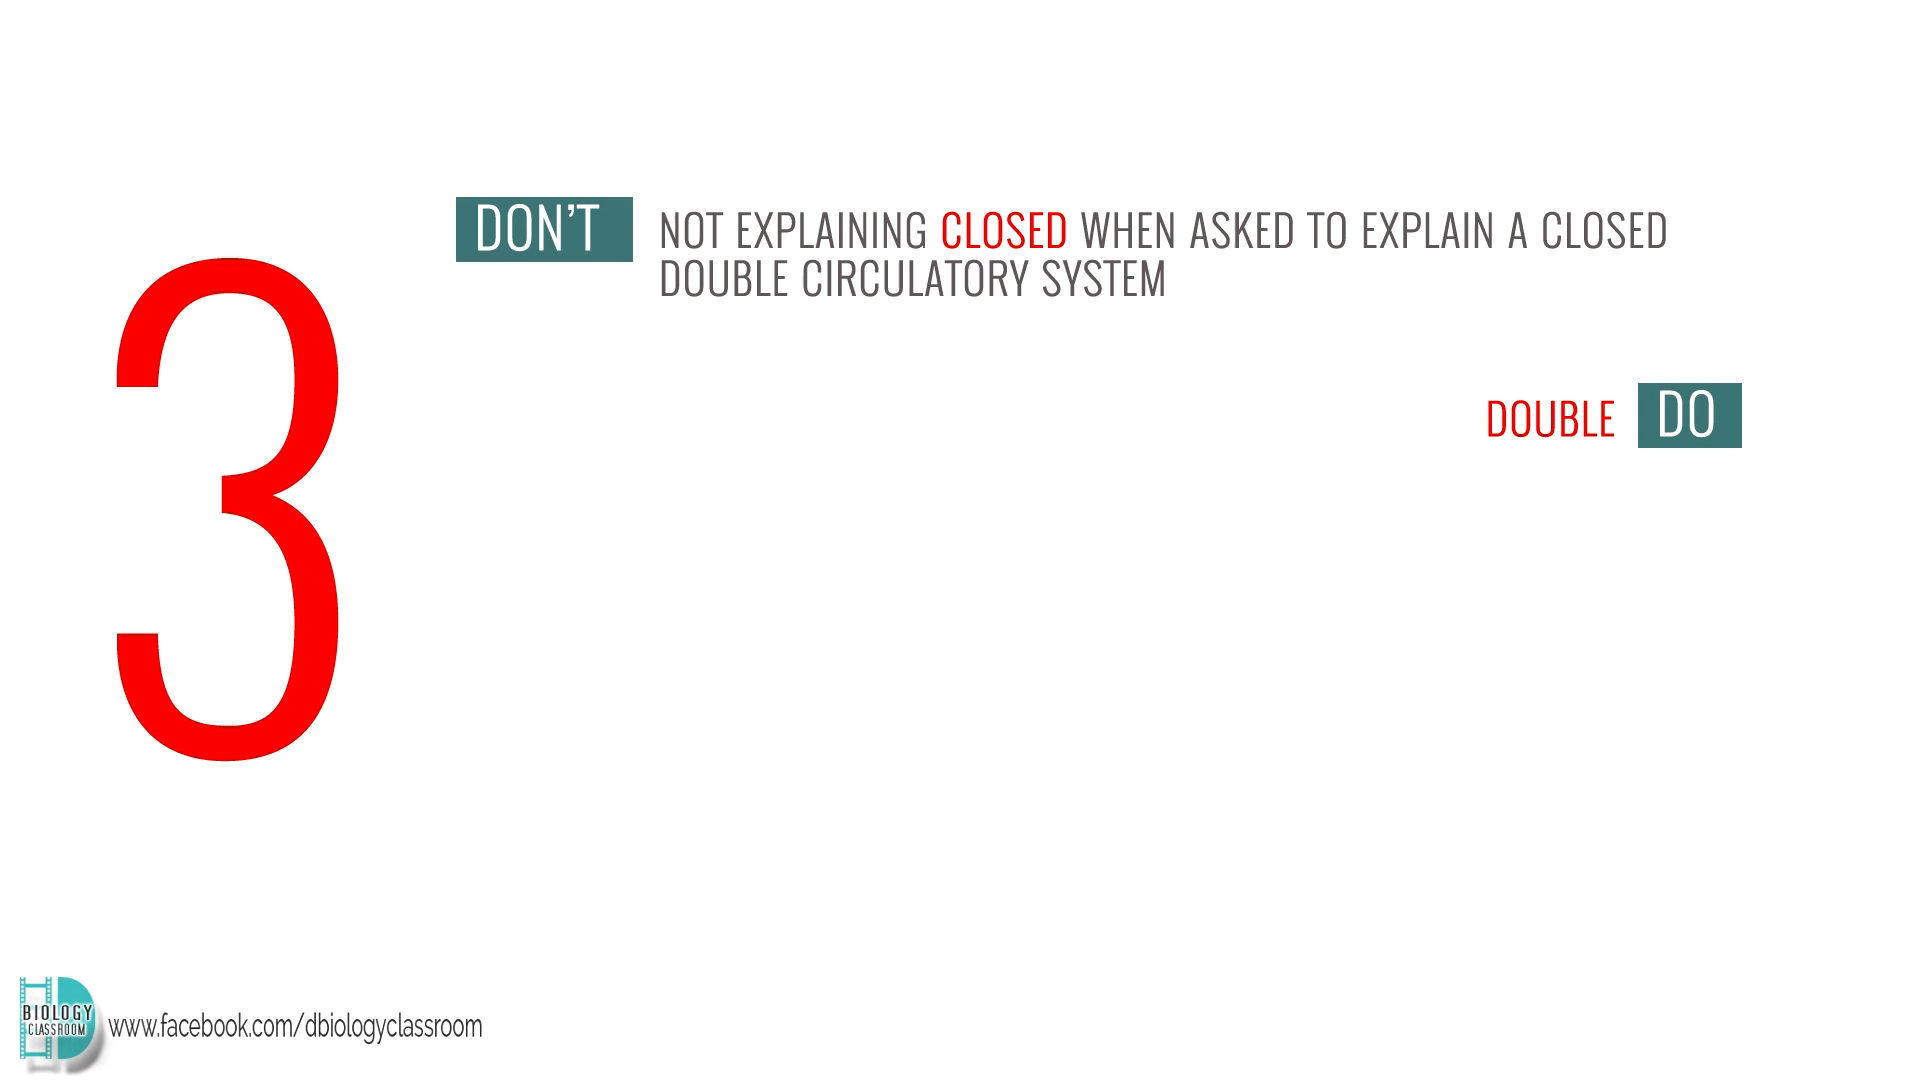 3
DON'T
NOT EXPLAINING CLOSED WHEN ASKED TO EXPLAIN A CLOSED
DOUBLE CIRCULATORY SYSTEM
DOUBLE DO
BIOLOGY
CLASSROOM
www.facebook.com/dbiologyclassroom